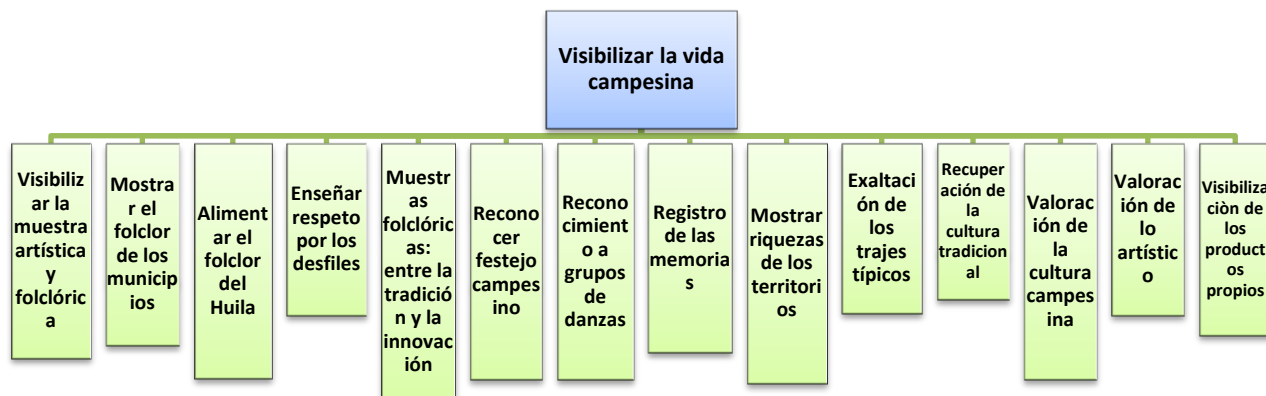 Visibilizar la vida
campesina
Visibiliz
ar la
muestra
artística
y
folclóric
a
Mostra
r el
folclor
de los
municip
ios
Aliment
ar el
folclor
del
Huila
Enseñar
respeto
por los
desfiles
Muestr
as
folclóric
as:
entre la
tradició
n y la
innovac
ión
Recono
cer
festejo
campes
ino
Recono
cimient
o a
grupos
de
danzas
Registro
de las
memoria
s
Mostrar
riquezas
de los
territori
os
Exaltaci
ón de
los
trajes
típicos
Recuper
ación de
la
cultura
tradicion
al
Valorac
ión de
la
cultura
campes
ina
Valorac
ión de
lo
artístic
o
Visibiliza
ciòn de
los
product
os
propios